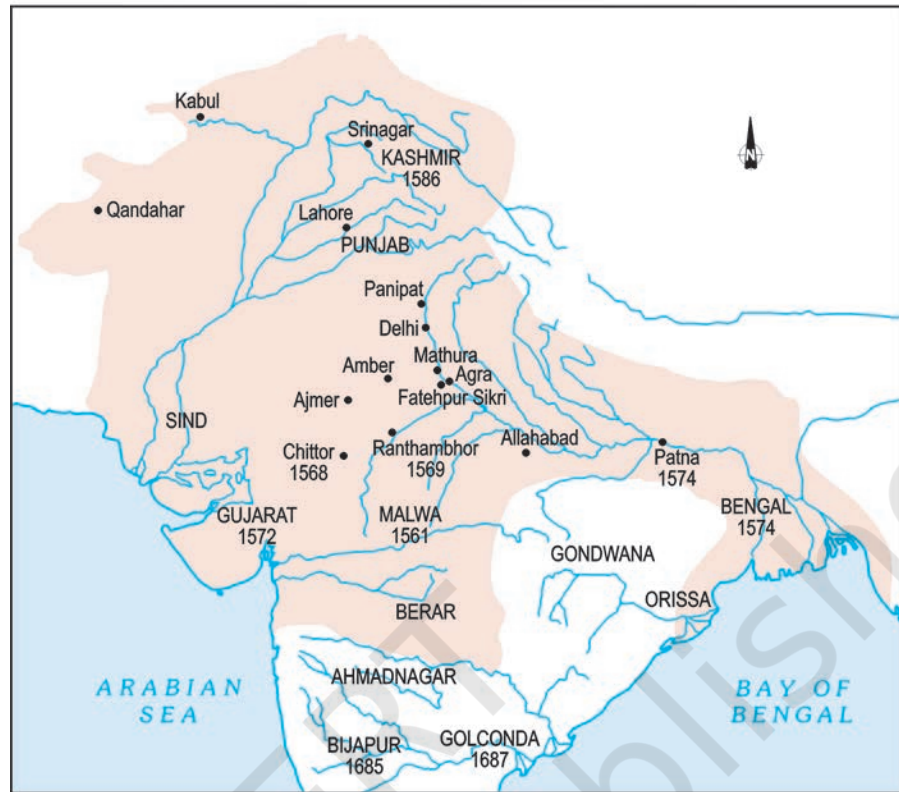 Kabul
Srinagar
KASHMIR
1586
Qandahar
Lahore
PUNJAB
Panipat
Delhi
Mathura
Amber
Agra
Fatehpur Sikri
Ajmer
SIND
Ranthambhor
1569
Allahabad
Chittor
1568
Patna
1574
GUJARAT
1572
MALWA
1561
BENGAL
1574
GONDWANA
BERAR
ORISSA
AHMADNAGAR
ARABIAN
SEA
BAY OF
BENGAL
BIJAPUR
1685
GOLCONDA
1687
N